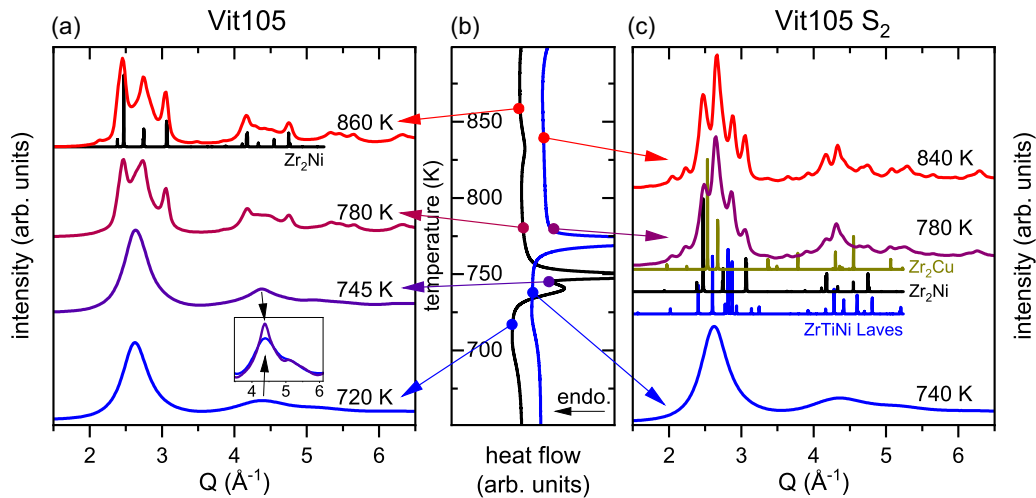 (a) Vit105
intensity (arb. units)
860 K
Zr₂Ni
780 K
745 K
720 K
4 5 6
2 3 4 5 6
Q (Å⁻¹)
(b)
temperature (K)
850
800
750
700
endo.
heat flow
(arb. units)
(c) Vit105 S₂
840 K
780 K
Zr₂Cu
Zr₂Ni
ZrTiNi Laves
740 K
2 3 4 5 6
Q (Å⁻¹)
intensity (arb. units)